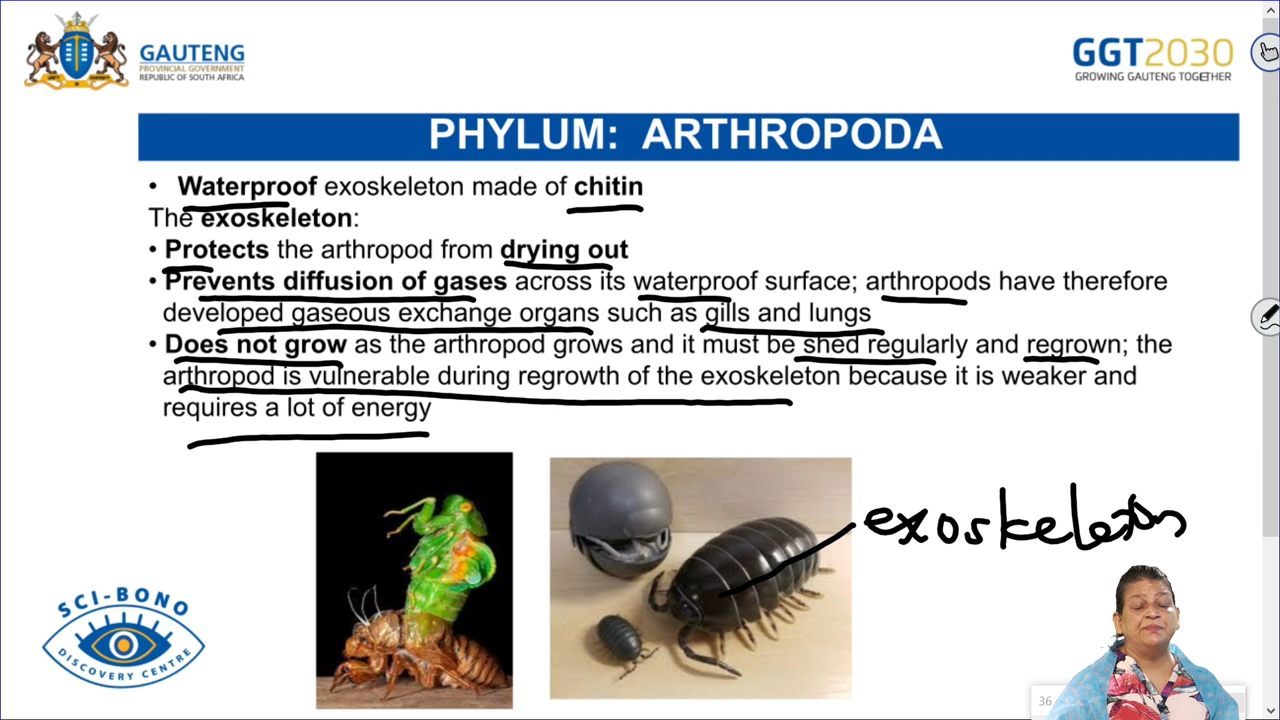 GAUTENG
PROVINCIAL GOVERNMENT
REPUBLIC OF SOUTH AFRICA
GGT2030
GROWING GAUTENG TOGETHER
PHYLUM: ARTHROPODA
• Waterproof exoskeleton made of chitin
The exoskeleton:
• Protects the arthropod from drying out
• Prevents diffusion of gases across its waterproof surface; arthropods have therefore
developed gaseous exchange organs such as gills and lungs
• Does not grow as the arthropod grows and it must be shed regularly and regrown; the
arthropod is vulnerable during regrowth of the exoskeleton because it is weaker and
requires a lot of energy
exoskeleton
SCI-BONO
DISCOVERY CENTRE
36